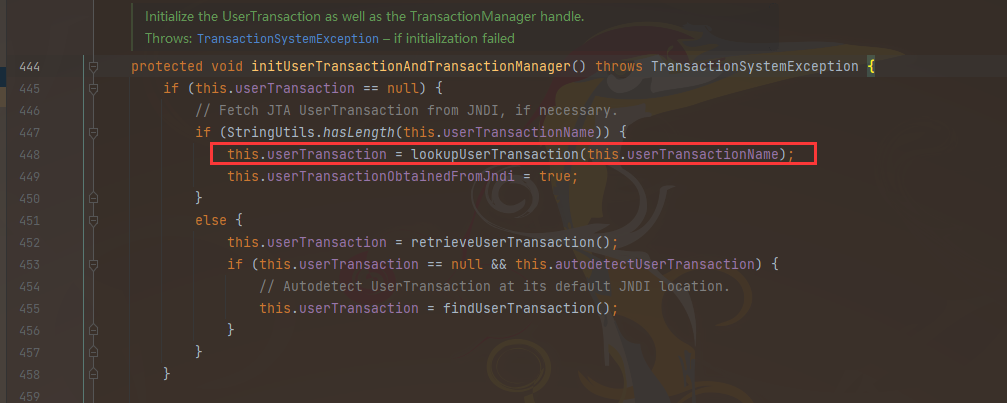 Initialize the UserTransaction as well as the TransactionManager handle.
Throws: TransactionSystemException – if initialization failed
444 protected void initUserTransactionAndTransactionManager() throws TransactionSystemException {
445 if (this.userTransaction == null) {
446 // Fetch JTA UserTransaction from JNDI, if necessary.
447 if (StringUtils.hasLength(this.userTransactionName)) {
448 this.userTransaction = lookupUserTransaction(this.userTransactionName);
449 this.userTransactionObtainedFromJndi = true;
450 }
451 else {
452 this.userTransaction = retrieveUserTransaction();
453 if (this.userTransaction == null && this.autodetectUserTransaction) {
454 // Autodetect UserTransaction at its default JNDI location.
455 this.userTransaction = findUserTransaction();
456 }
457 }
458 }
459